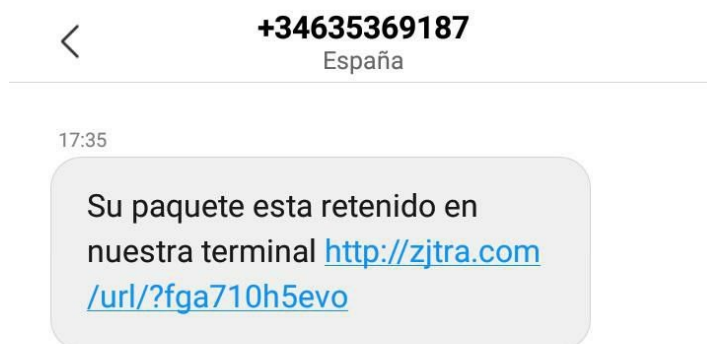 +34635369187
España
17:35
Su paquete esta retenido en
nuestra terminal http://zjtra.com
/url/?fga710h5evo